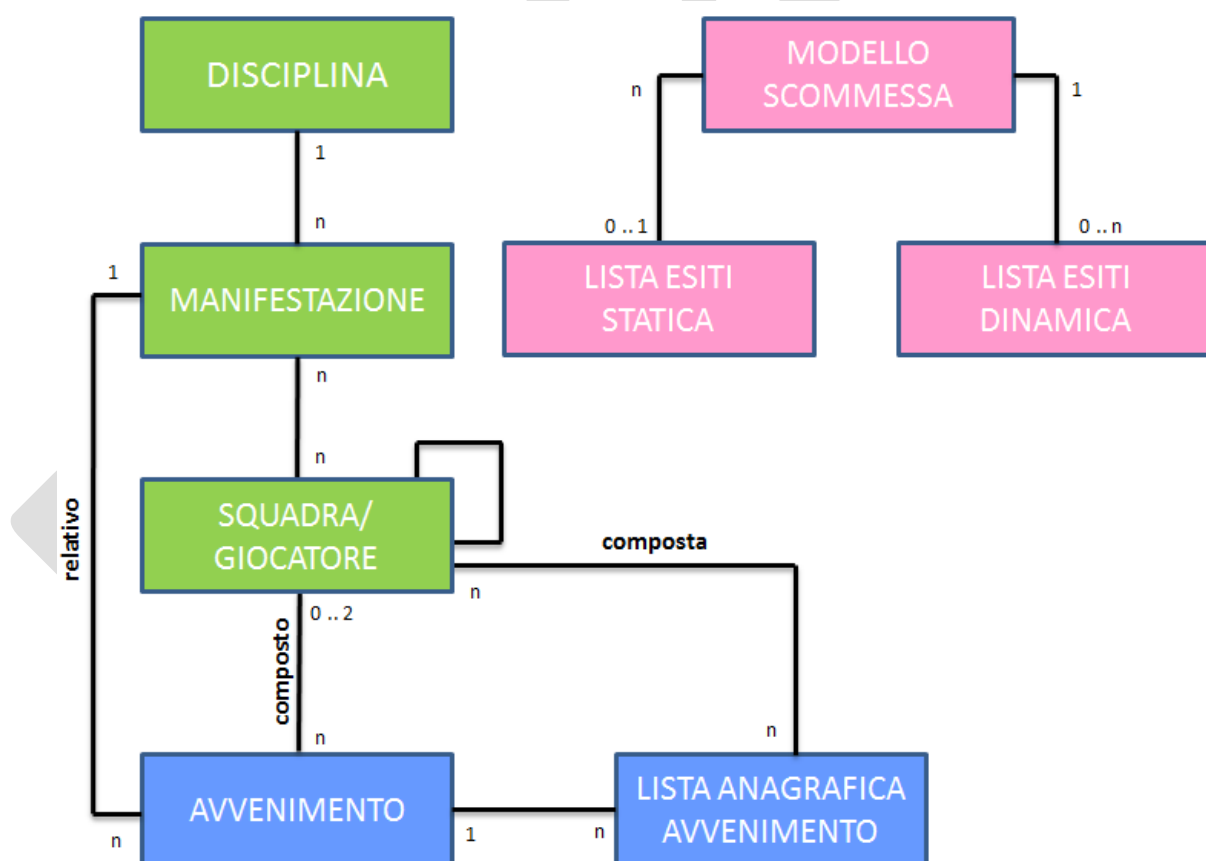 DISCIPLINA
MODELLO
SCOMMESSA
n
1
1
n
0 .. 1
0 .. n
1
MANIFESTAZIONE
LISTA ESITI
STATICA
LISTA ESITI
DINAMICA
n
n
relativo
SQUADRA/
GIOCATORE
composta
n
0 .. 2
composto
n
n
AVVENIMENTO
LISTA ANAGRAFICA
AVVENIMENTO
n
1
n